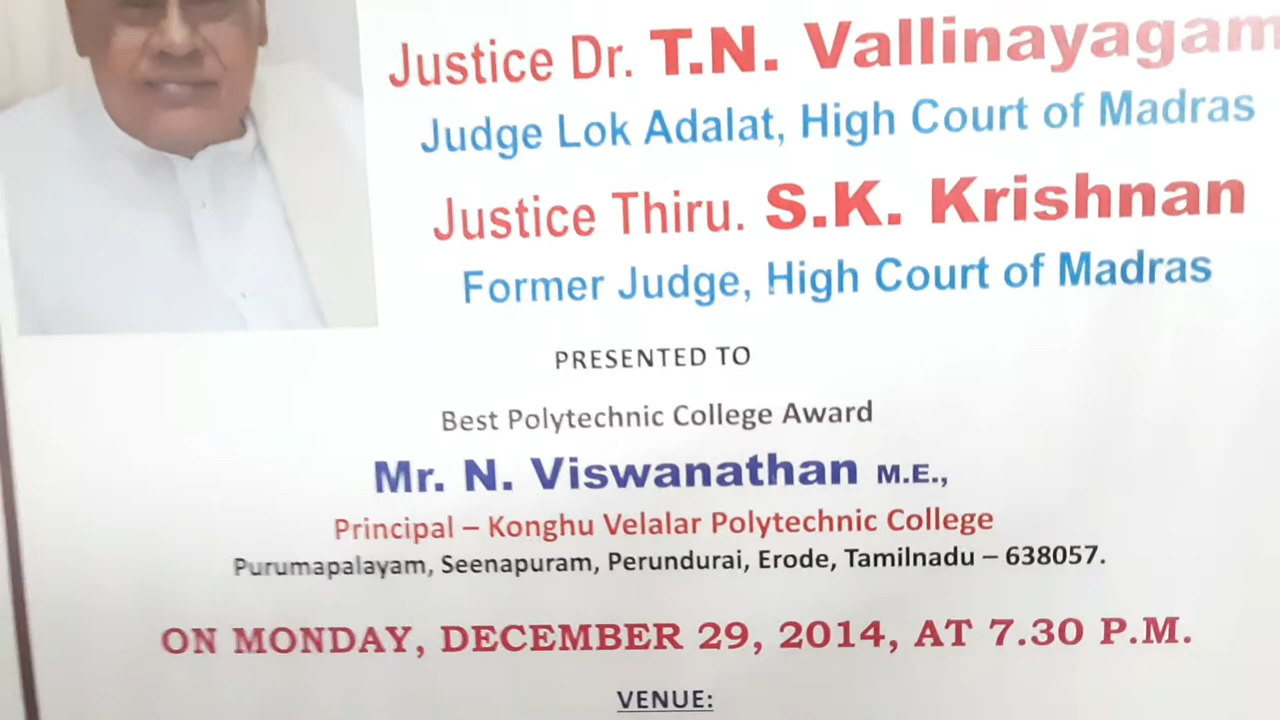 Justice Dr. T.N. Vallinayagam
Judge Lok Adalat, High Court of Madras
Justice Thiru. S.K. Krishnan
Former Judge, High Court of Madras
PRESENTED TO
Best Polytechnic College Award
Mr. N. Viswanathan M.E.,
Principal – Konghu Velalar Polytechnic College
Purumapalayam, Seenapuram, Perundurai, Erode, Tamilnadu – 638057.
ON MONDAY, DECEMBER 29, 2014, AT 7.30 P.M.
VENUE: